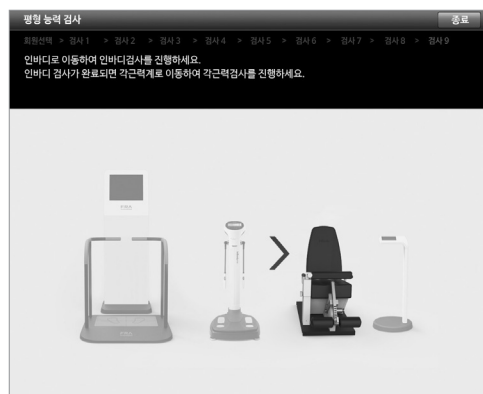 평형 능력 검사
종료
회원선택 > 검사 1 > 검사 2 > 검사 3 > 검사 4 > 검사 5 > 검사 6 > 검사 7 > 검사 8 > 검사 9
인바디로 이동하여 인바디검사를 진행하세요.
인바디 검사가 완료되면 각근력계로 이동하여 각근력검사를 진행하세요.